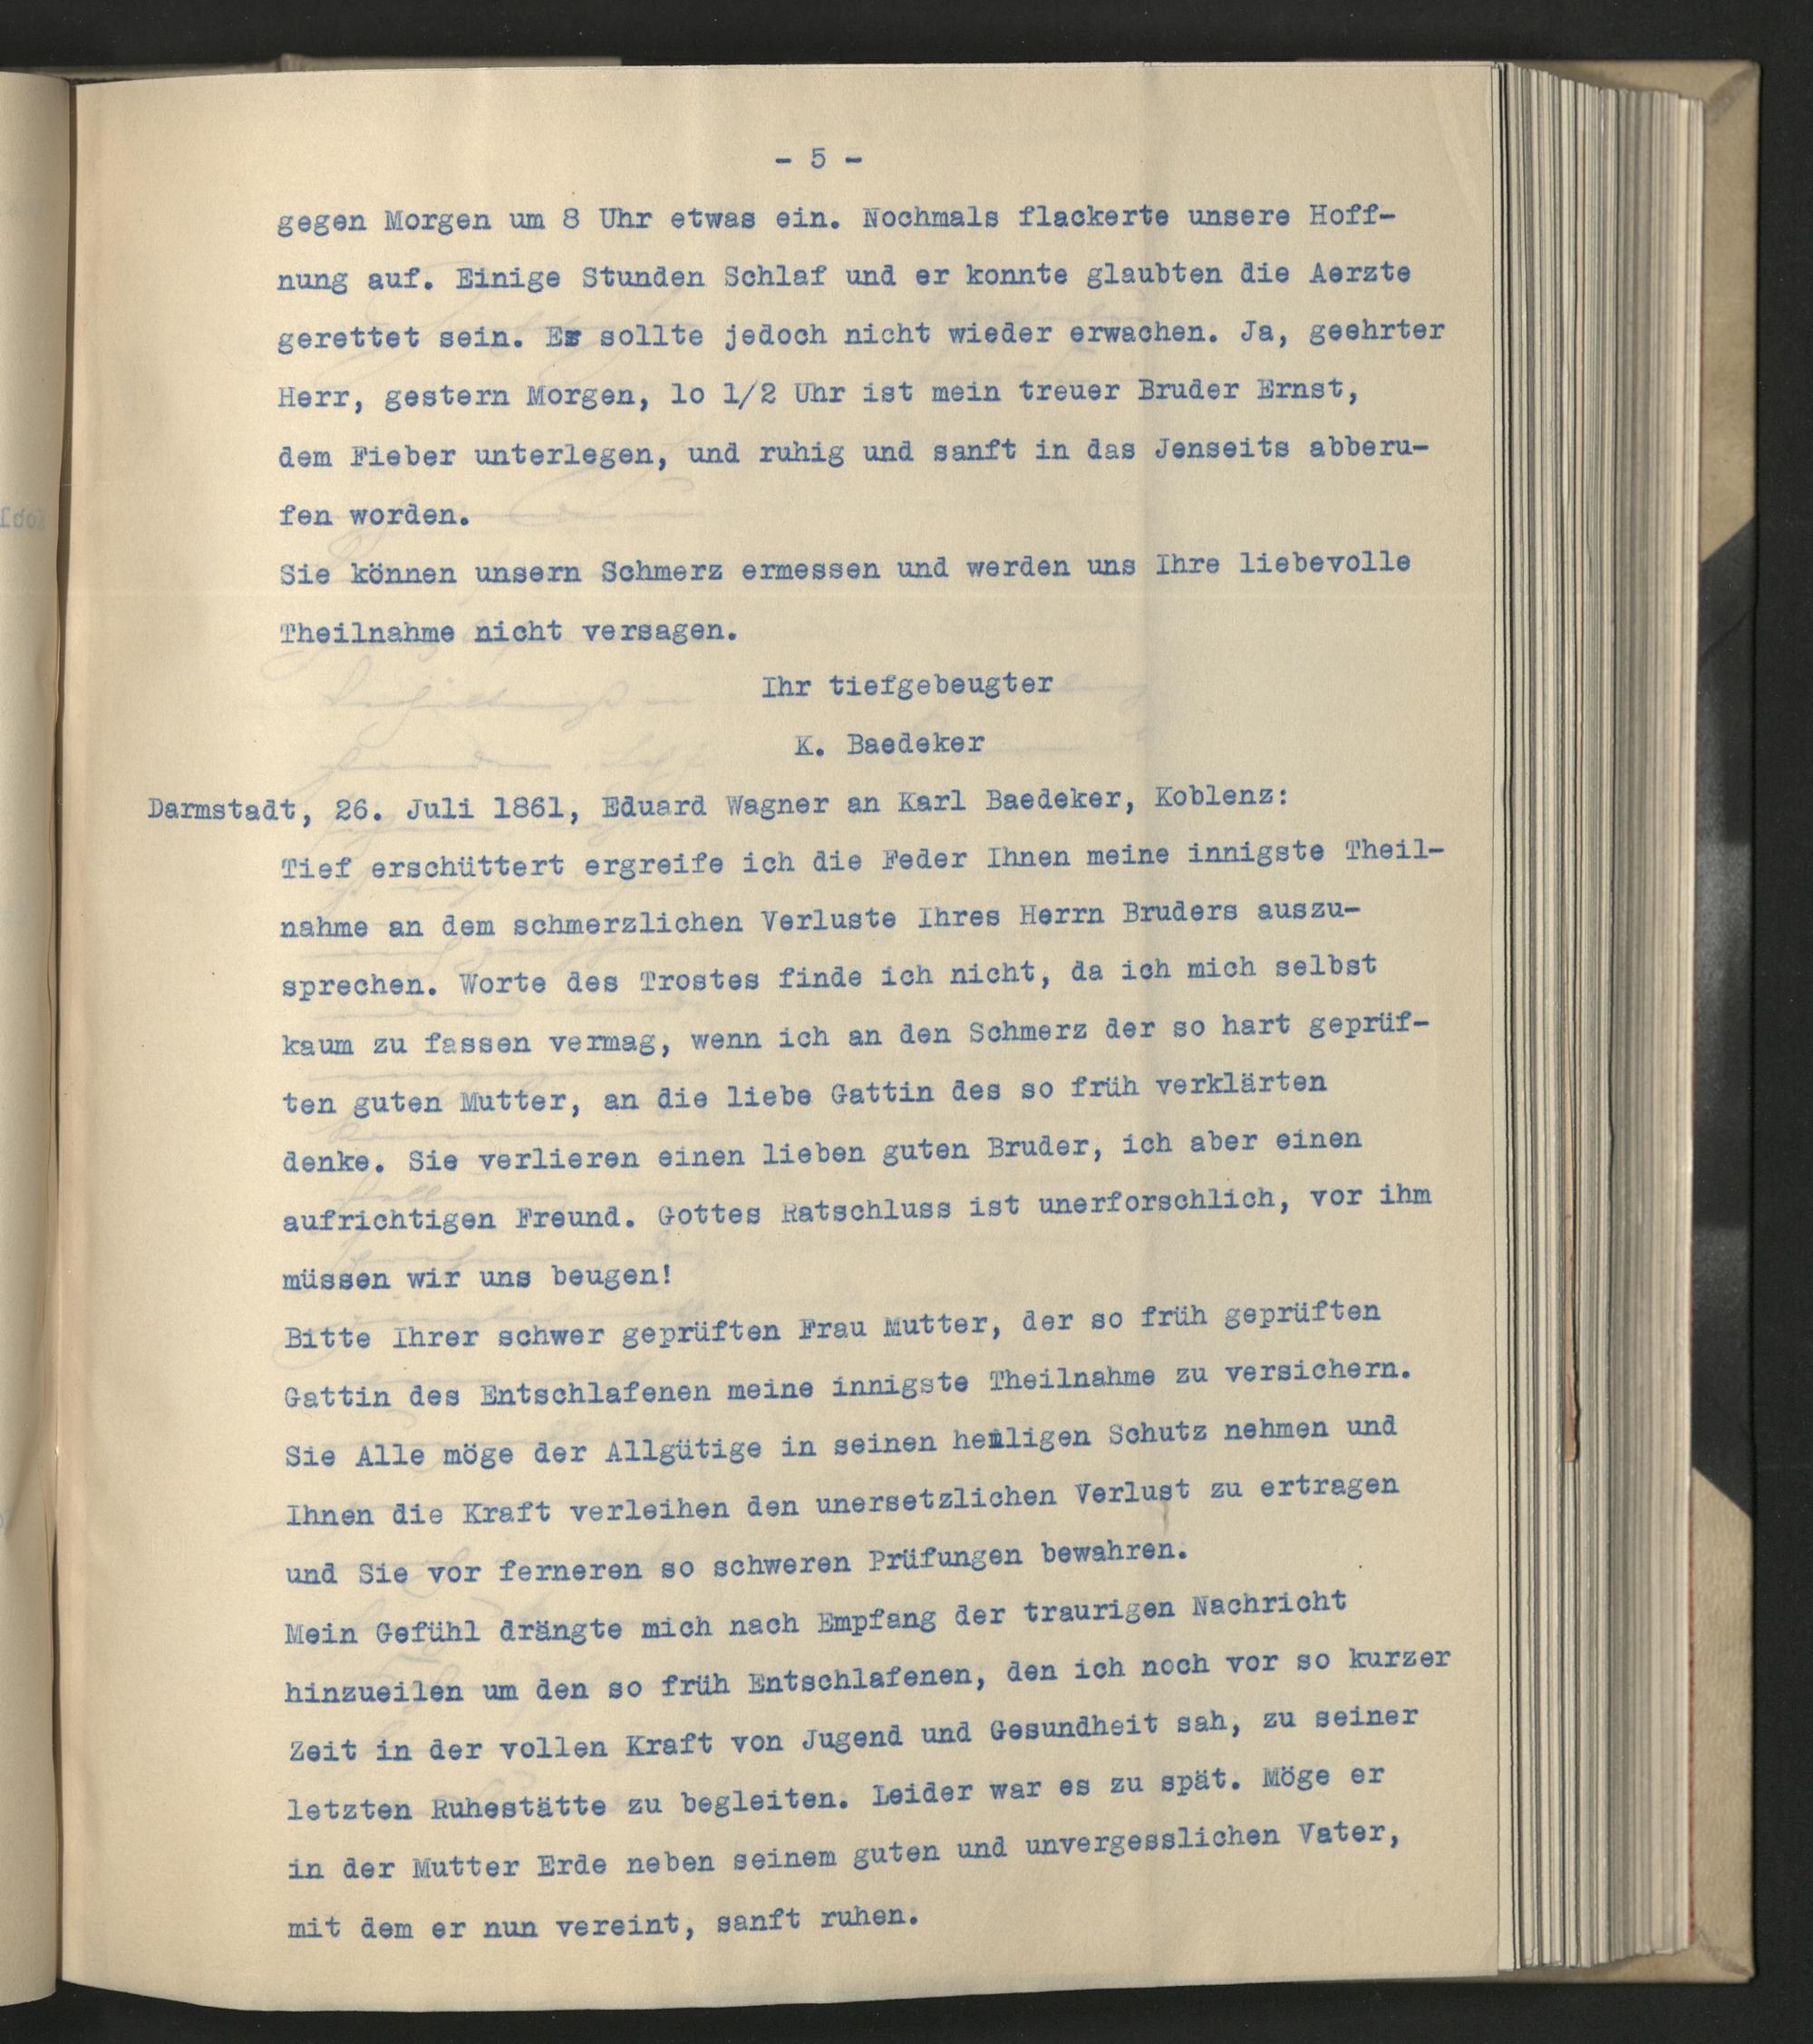 - 5 -
gegen Morgen um 8 Uhr etwas ein. Nochmals flackerte unsere Hoff-
nung auf. Einige Stunden Schlaf und er konnte glaubten die Aerzte
gerettet sein. Er sollte jedoch nicht wieder erwachen. Ja, geehrter
Herr, gestern Morgen, lo 1/2 Uhr ist mein treuer Bruder Ernst,
dem Fieber unterlegen, und ruhig und sanft in das Jenseits abberu-
fen worden.
Sie können unsern Schmerz ermessen und werden uns Ihre liebevolle
Theilnahme nicht versagen.
Ihr tiefgebeugter
K. Baedeker
Darmstadt, 26. Juli 1861, Eduard Wagner an Karl Baedeker, Koblenz:
Tief erschüttert ergreife ich die Feder Ihnen meine innigste Theil-
nahme an dem schmerzlichen Verluste Ihres Herrn Bruders auszu-
sprechen. Worte des Trostes finde ich nicht, da ich mich selbst
kaum zu fassen vermag, wenn ich an den Schmerz der so hart geprüf-
ten guten Mutter, an die liebe Gattin des so früh verklärten
denke. Sie verlieren einen lieben guten Bruder, ich aber einen
aufrichtigen Freund. Gottes Ratschluss ist unerforschlich, vor ihm
müssen wir uns beugen!
Bitte Ihrer schwer geprüften Frau Mutter, der so früh geprüften
Gattin des Entschlafenen meine innigste Theilnahme zu versichern.
Sie Alle möge der Allgütige in seinen heiligen Schutz nehmen und
Ihnen die Kraft verleihen den unersetzlichen Verlust zu ertragen
und Sie vor ferneren so schweren Prüfungen bewahren.
Mein Gefühl drängte mich nach Empfang der traurigen Nachricht
hinzueilen um den so früh Entschlafenen, den ich noch vor so kurzer
Zeit in der vollen Kraft von Jugend und Gesundheit sah, zu seiner
letzten Ruhestätte zu begleiten. Leider war es zu spät. Möge er
in der Mutter Erde neben seinem guten und unvergesslichen Vater,
mit dem er nun vereint, sanft ruhen.